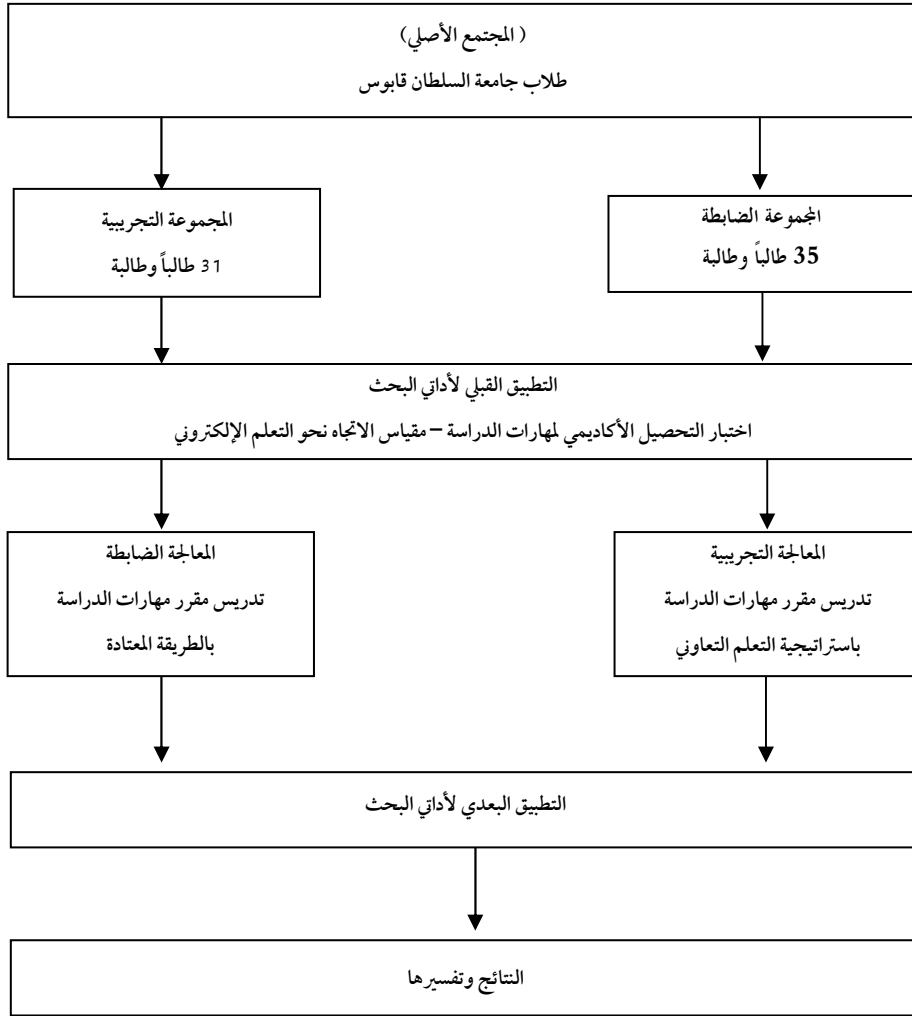 ( المجتمع الأصلي)
طلاب جامعة السلطان قابوس
المجموعة الضابطة
35 طالباً وطالبة
المجموعة التجريبية
31 طالباً وطالبة
التطبيق القبلي لأداتي البحث
اختبار التحصيل الأكاديمي لمهارات الدراسة – مقياس الاتجاه نحو التعلم الإلكتروني
المعالجة التجريبية
تدريس مقرر مهارات الدراسة
باستراتيجية التعلم التعاوني
المعالجة الضابطة
تدريس مقرر مهارات الدراسة
بالطريقة المعتادة
التطبيق البعدي لأداتي البحث
النتائج وتفسيرها